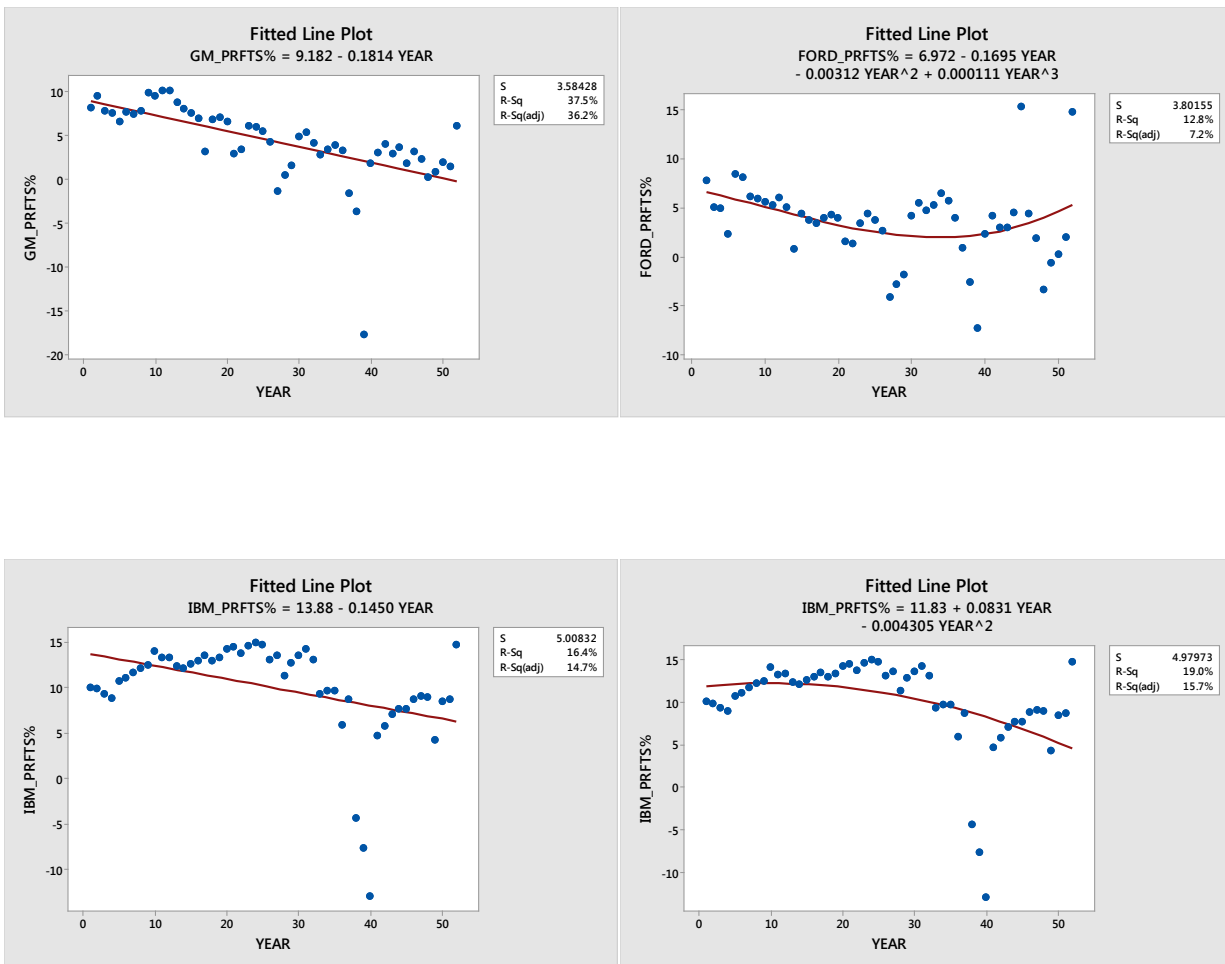 Fitted Line Plot
GM_PRFTS% = 9.182 - 0.1814 YEAR
S 3.58428
R-Sq 37.5%
R-Sq(adj) 36.2%
10
5
0
-5
-10
-15
-20
GM_PRFTS%
0 10 20 30 40 50
YEAR
Fitted Line Plot
FORD_PRFTS% = 6.972 - 0.1695 YEAR
- 0.00312 YEAR^2 + 0.000111 YEAR^3
S 3.80155
R-Sq 12.8%
R-Sq(adj) 7.2%
15
10
5
0
-5
-10
FORD_PRFTS%
0 10 20 30 40 50
YEAR
Fitted Line Plot
IBM_PRFTS% = 13.88 - 0.1450 YEAR
S 5.00832
R-Sq 16.4%
R-Sq(adj) 14.7%
15
10
5
0
-5
-10
IBM_PRFTS%
0 10 20 30 40 50
YEAR
Fitted Line Plot
IBM_PRFTS% = 11.83 + 0.0831 YEAR
- 0.004305 YEAR^2
S 4.97973
R-Sq 19.0%
R-Sq(adj) 15.7%
15
10
5
0
-5
-10
IBM_PRFTS%
0 10 20 30 40 50
YEAR